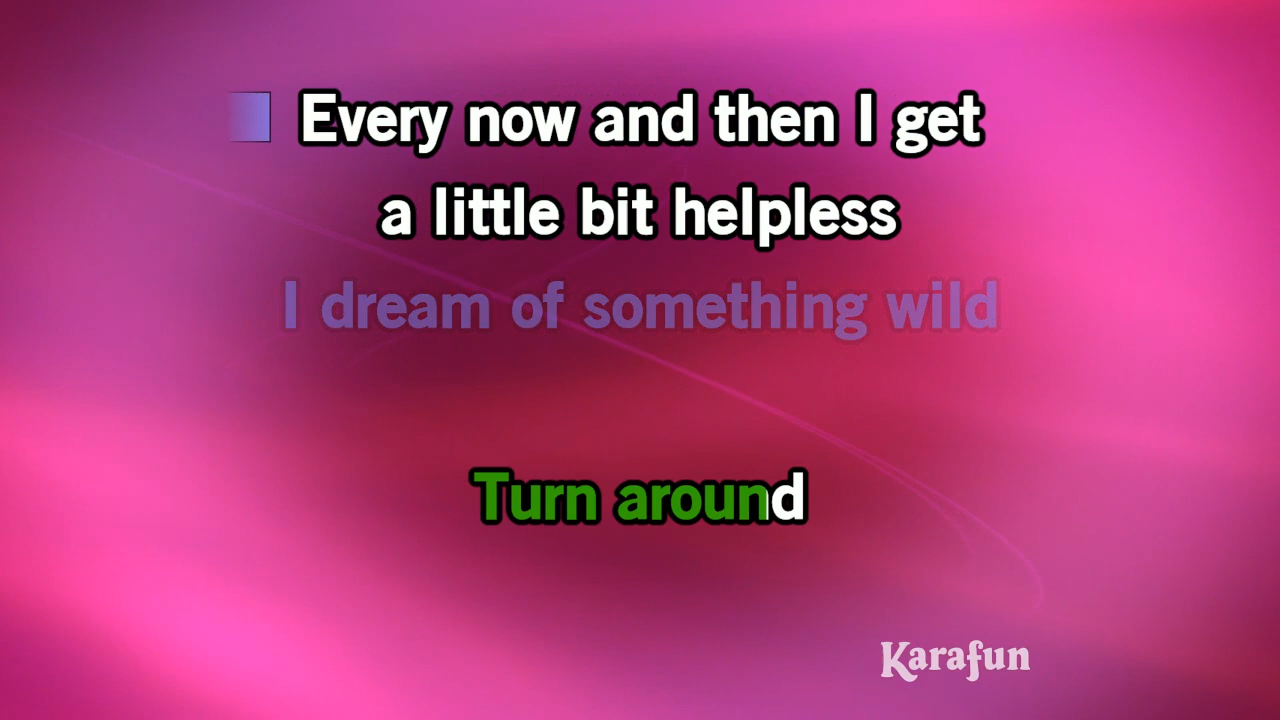 Every now and then I get
a little bit helpless
I dream of something wild
Turn around
Karafun